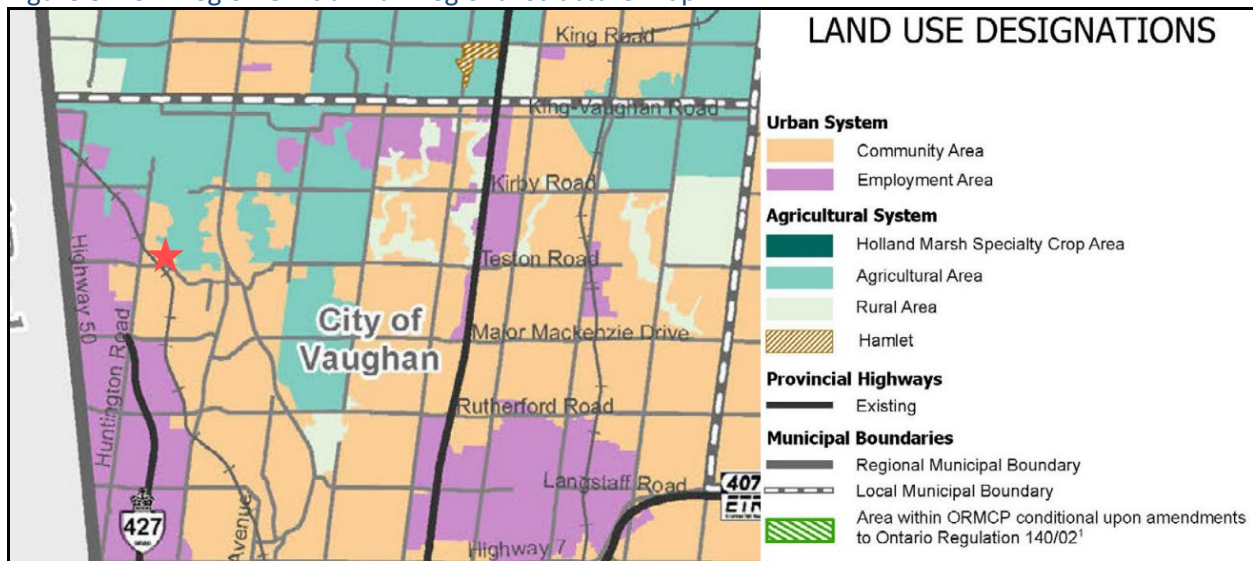 King Road
King-Vaughan Road
Kirby Road
Teston Road
Major Mackenzie Drive
City of
Vaughan
Rutherford Road
Langstaff Road
Highway 7
Highway 50
Huntington Road
Avenue
427
407
ETR
LAND USE DESIGNATIONS
Urban System
Community Area
Employment Area
Agricultural System
Holland Marsh Specialty Crop Area
Agricultural Area
Rural Area
Hamlet
Provincial Highways
Existing
Municipal Boundaries
Regional Municipal Boundary
Local Municipal Boundary
Area within ORMCP conditional upon amendments
to Ontario Regulation 140/02¹